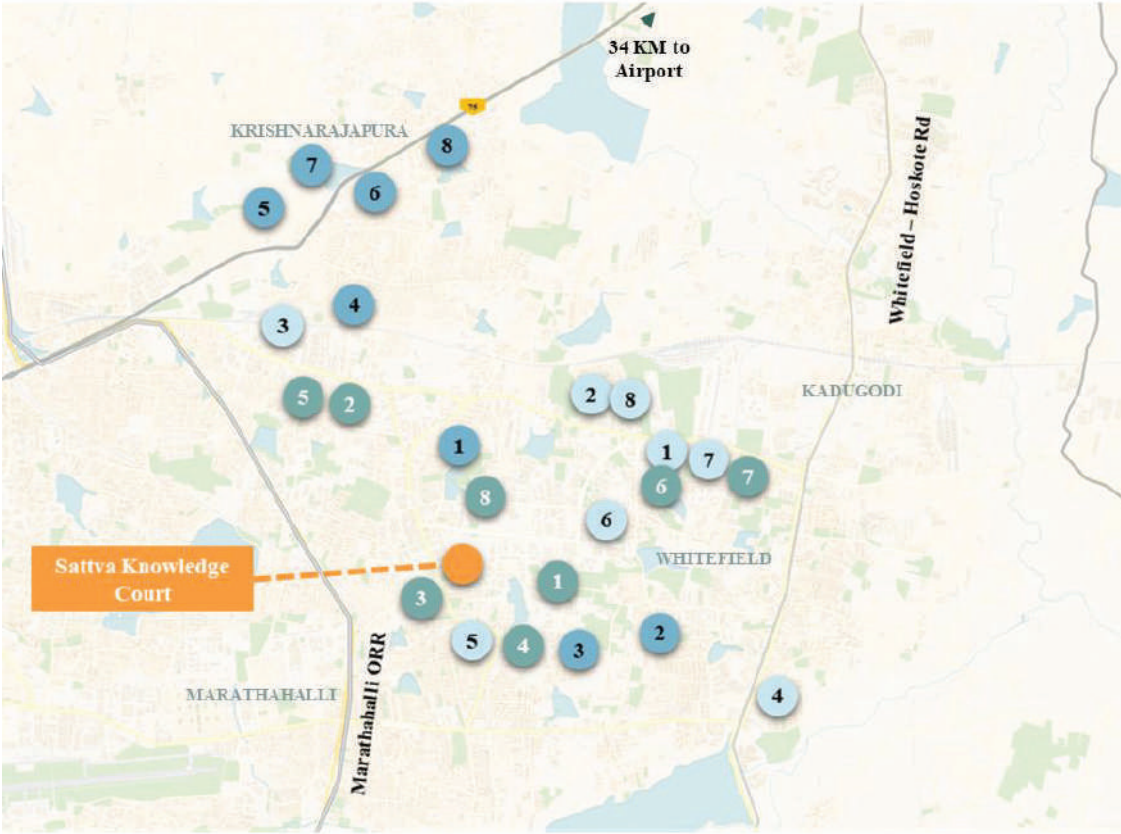 34 KM to
Airport
75
KRISHNARAJAPURA
8
7
6
5
Whitefield – Hoskote Rd
4
3
KADUGODI
5
2
2
8
1
1
7
8
6
7
6
Sattva Knowledge
Court
WHITEFIELD
3
1
5
4
3
2
MARATHAHALLI
Marathahalli ORR
4